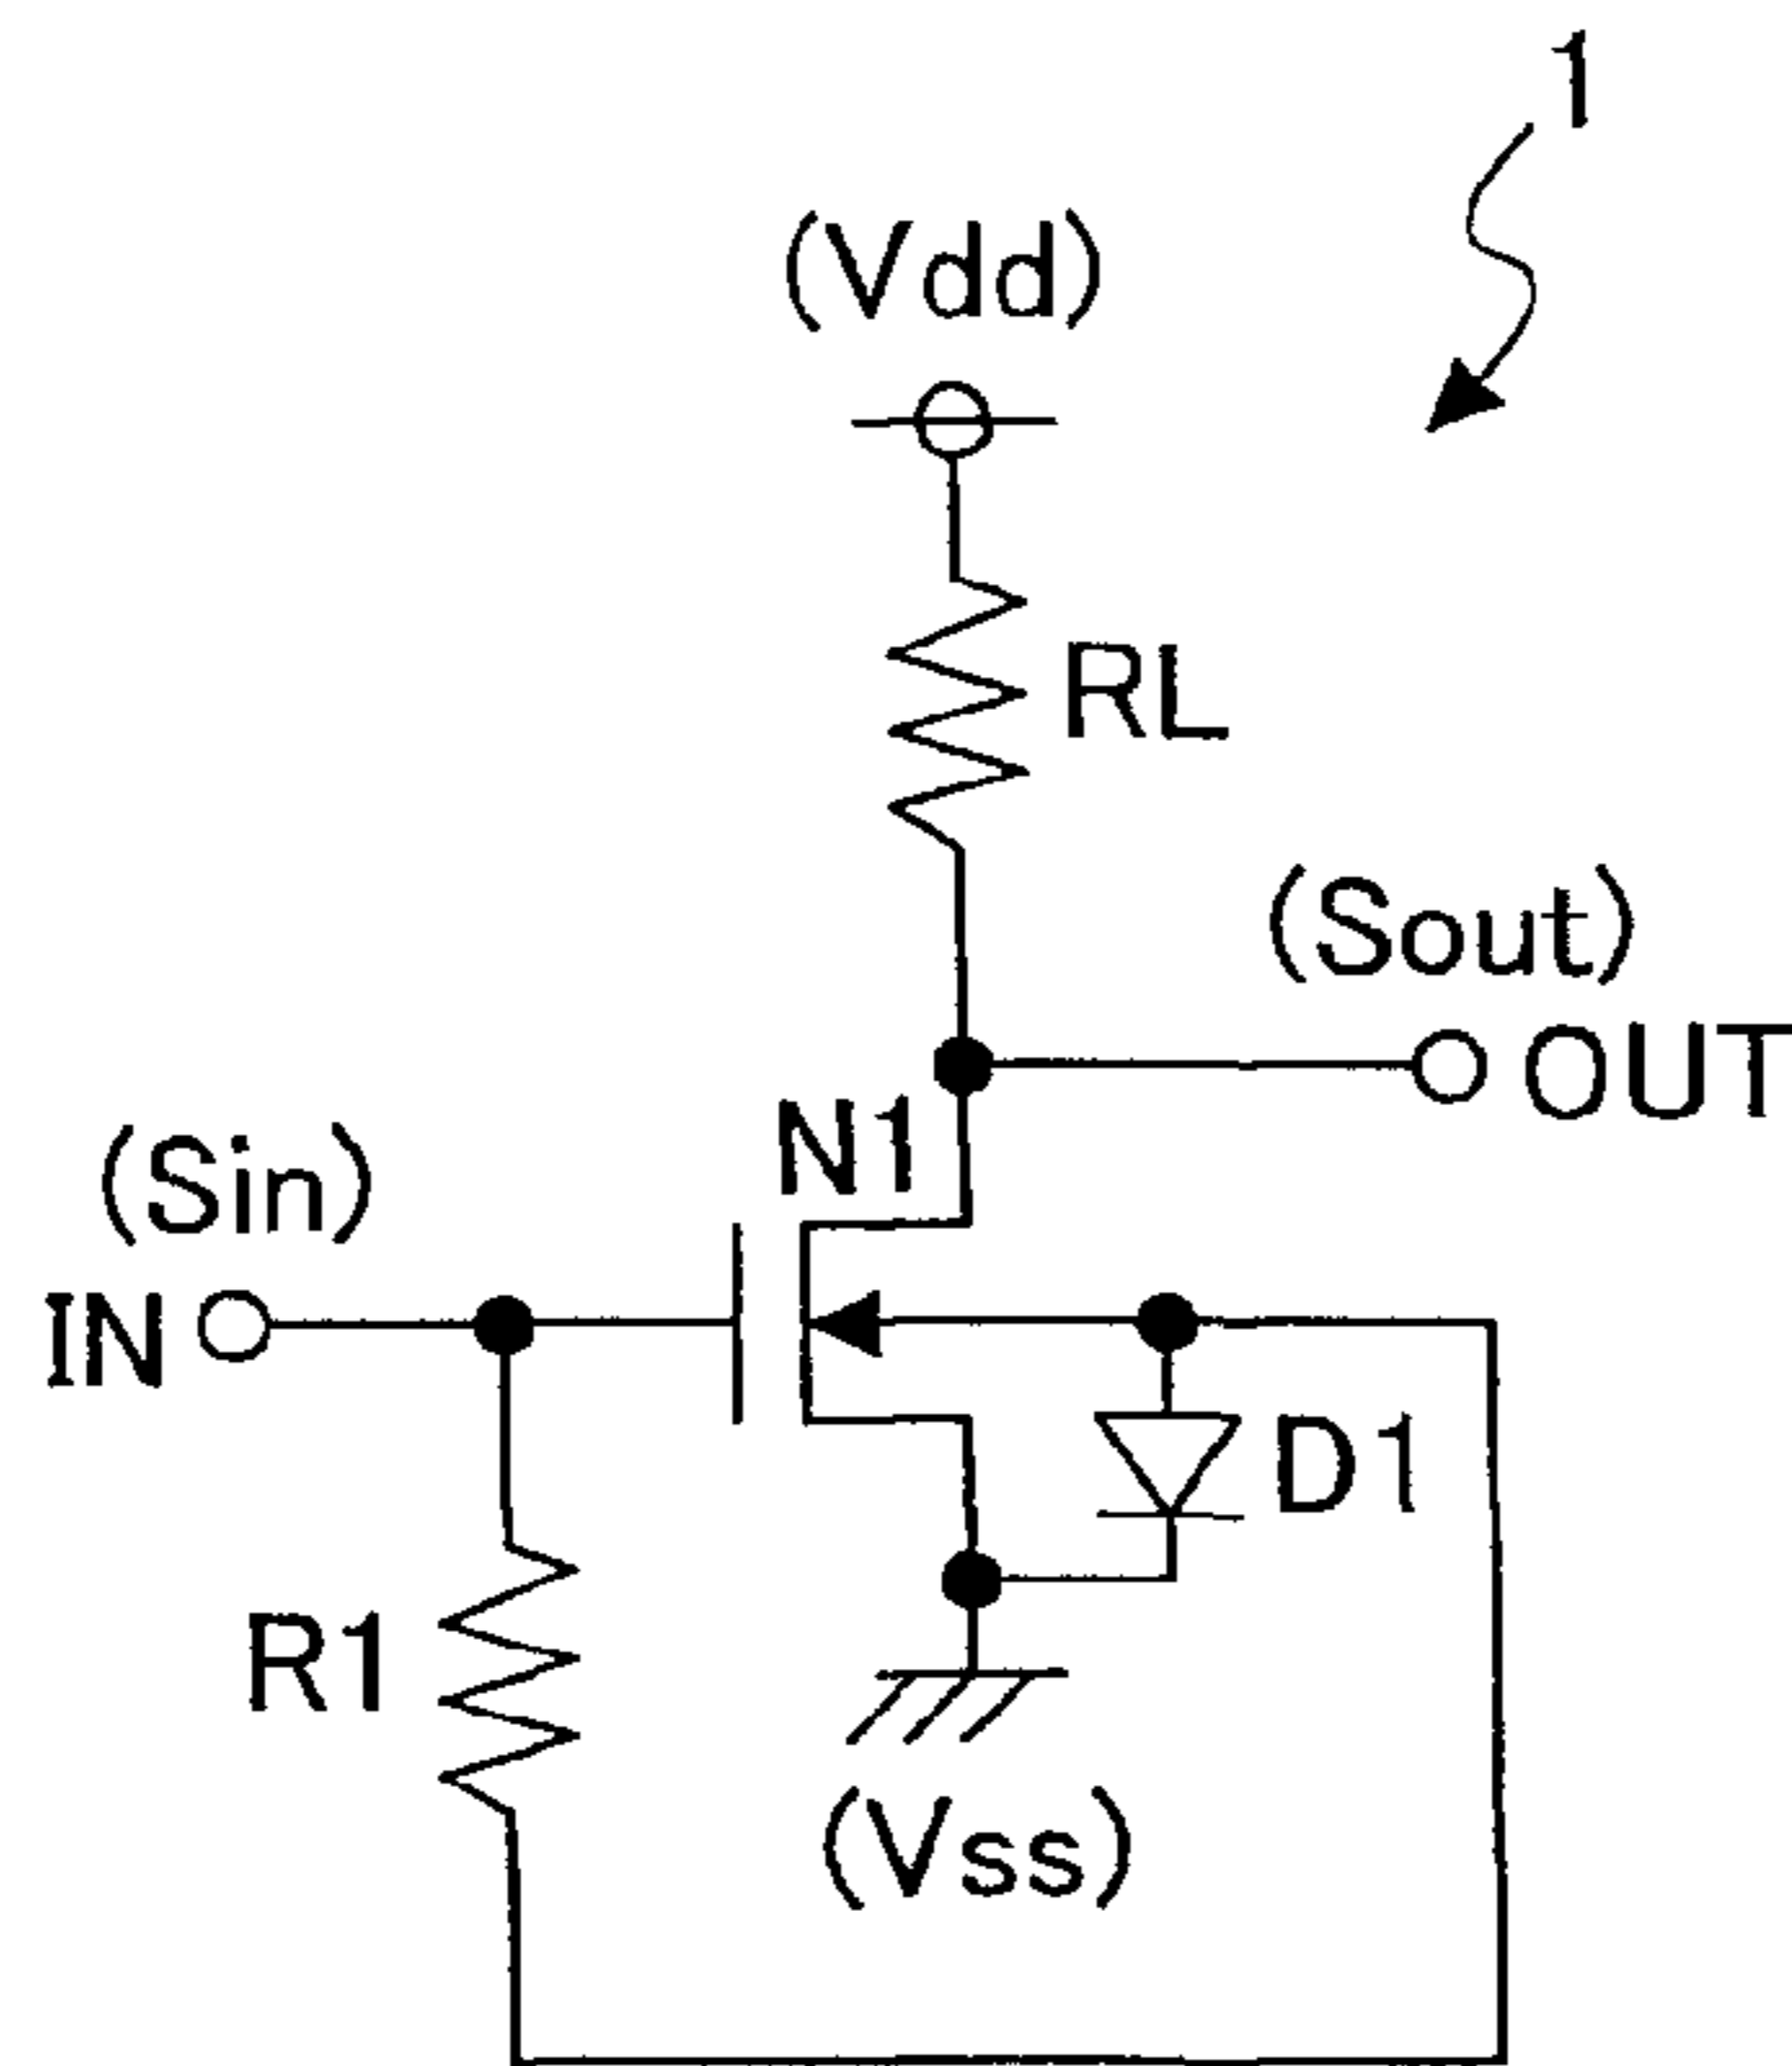 1
(Vdd)
RL
(Sout)
OUT
N1
(Sin)
IN
D1
R1
(Vss)